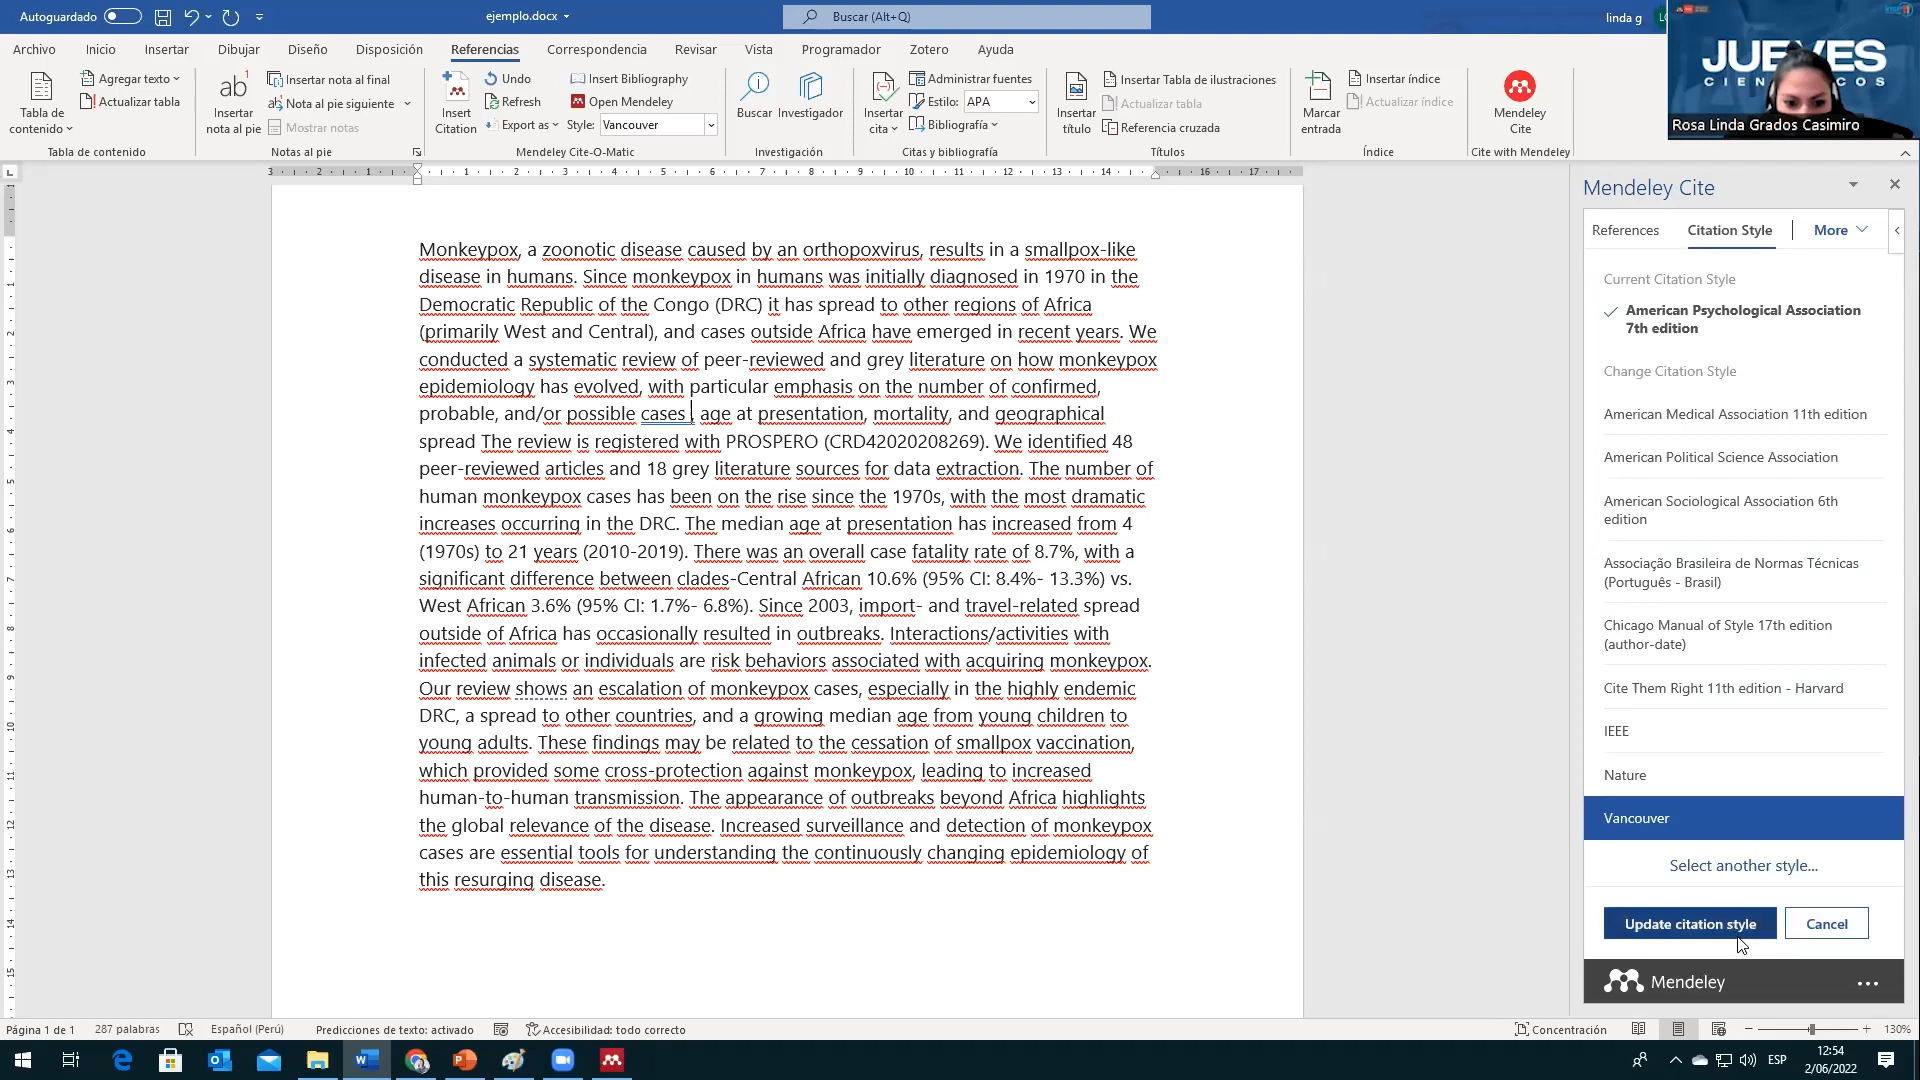 Autoguardado
ejemplo.docx
Buscar (Alt+Q)
linda g
Archivo Inicio Insertar Dibujar Diseño Disposición Referencias Correspondencia Revisar Vista Programador Zotero Ayuda
JUEVES
Rosa Linda Grados Casimiro
Tabla de contenido
Agregar texto
Actualizar tabla
Tabla de contenido
ab
1
Insertar nota al pie
Insertar nota al final
Nota al pie siguiente
Mostrar notas
Notas al pie
Insert Citation
Undo
Refresh
Export as
Insert Bibliography
Open Mendeley
Style: Vancouver
Mendeley Cite-O-Matic
Buscar
Investigador
Investigación
Insertar cita
Administrar fuentes
Estilo: APA
Bibliografía
Citas y bibliografía
Insertar título
Insertar Tabla de ilustraciones
Actualizar tabla
Referencia cruzada
Títulos
Marcar entrada
Insertar índice
Actualizar índice
Índice
Mendeley Cite
Cite with Mendeley
3 2 1 1 2 3 4 5 6 7 8 9 10 11 12 13 14 16 17
Monkeypox, a zoonotic disease caused by an orthopoxvirus, results in a smallpox-like
disease in humans. Since monkeypox in humans was initially diagnosed in 1970 in the
Democratic Republic of the Congo (DRC) it has spread to other regions of Africa
(primarily West and Central), and cases outside Africa have emerged in recent years. We
conducted a systematic review of peer-reviewed and grey literature on how monkeypox
epidemiology has evolved, with particular emphasis on the number of confirmed,
probable, and/or possible cases , age at presentation, mortality, and geographical
spread The review is registered with PROSPERO (CRD42020208269). We identified 48
peer-reviewed articles and 18 grey literature sources for data extraction. The number of
human monkeypox cases has been on the rise since the 1970s, with the most dramatic
increases occurring in the DRC. The median age at presentation has increased from 4
(1970s) to 21 years (2010-2019). There was an overall case fatality rate of 8.7%, with a
significant difference between clades-Central African 10.6% (95% CI: 8.4%- 13.3%) vs.
West African 3.6% (95% CI: 1.7%- 6.8%). Since 2003, import- and travel-related spread
outside of Africa has occasionally resulted in outbreaks. Interactions/activities with
infected animals or individuals are risk behaviors associated with acquiring monkeypox.
Our review shows an escalation of monkeypox cases, especially in the highly endemic
DRC, a spread to other countries, and a growing median age from young children to
young adults. These findings may be related to the cessation of smallpox vaccination,
which provided some cross-protection against monkeypox, leading to increased
human-to-human transmission. The appearance of outbreaks beyond Africa highlights
the global relevance of the disease. Increased surveillance and detection of monkeypox
cases are essential tools for understanding the continuously changing epidemiology of
this resurging disease.
Mendeley Cite
References Citation Style More
Current Citation Style
American Psychological Association
7th edition
Change Citation Style
American Medical Association 11th edition
American Political Science Association
American Sociological Association 6th
edition
Associação Brasileira de Normas Técnicas
(Português - Brasil)
Chicago Manual of Style 17th edition
(author-date)
Cite Them Right 11th edition - Harvard
IEEE
Nature
Vancouver
Select another style...
Update citation style Cancel
Mendeley
Página 1 de 1 287 palabras Español (Perú) Predicciones de texto: activado Accesibilidad: todo correcto Concentración 130%
ESP
12:54
2/06/2022